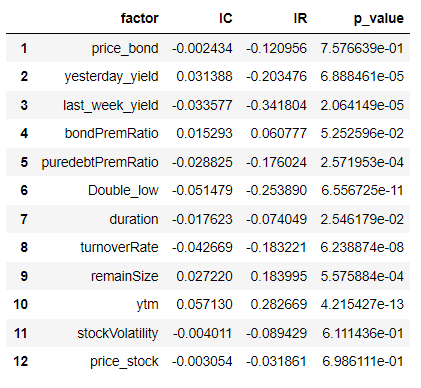 factor IC IR p_value
1 price_bond -0.002434 -0.120956 7.576639e-01
2 yesterday_yield 0.031388 -0.203476 6.888461e-05
3 last_week_yield -0.033577 -0.341804 2.064149e-05
4 bondPremRatio 0.015293 0.060777 5.252596e-02
5 puredebtPremRatio -0.028825 -0.176024 2.571953e-04
6 Double_low -0.051479 -0.253890 6.556725e-11
7 duration -0.017623 -0.074049 2.546179e-02
8 turnoverRate -0.042669 -0.183221 6.238874e-08
9 remainSize 0.027220 0.183995 5.575884e-04
10 ytm 0.057130 0.282669 4.215427e-13
11 stockVolatility -0.004011 -0.089429 6.111436e-01
12 price_stock -0.003054 -0.031861 6.986111e-01